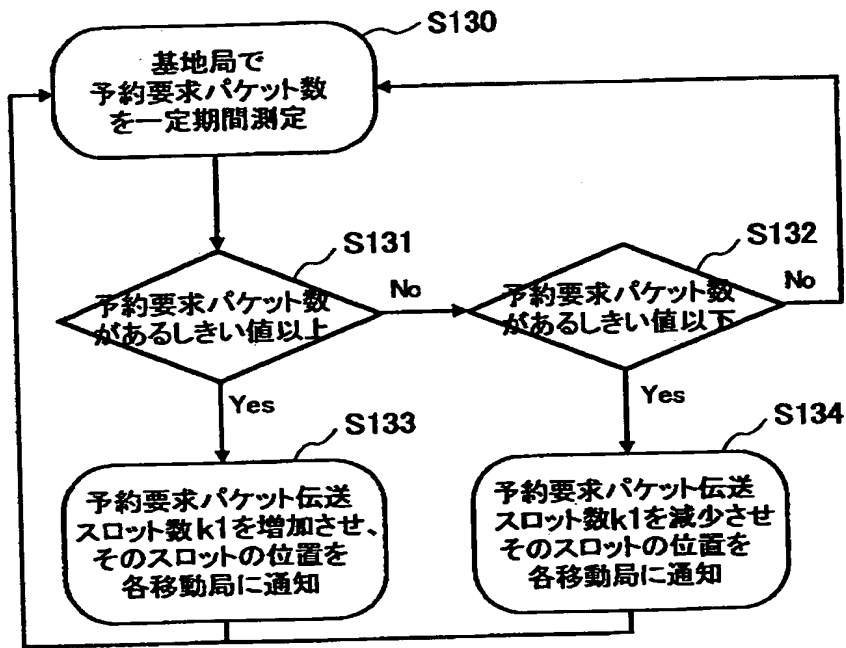 S130
基地局で
予約要求パケット数
を一定期間測定
S131
予約要求パケット数
があるしきい値以上
No
S132
予約要求パケット数
があるしきい値以下
No
Yes
S133
予約要求パケット伝送
スロット数k1を増加させ、
そのスロットの位置を
各移動局に通知
Yes
S134
予約要求パケット伝送
スロット数k1を減少させ
そのスロットの位置を
各移動局に通知